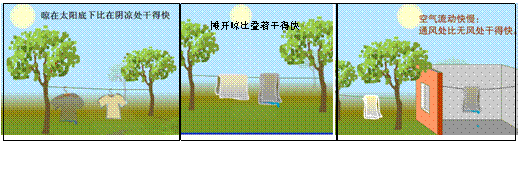 晾在太阳底下比在阴凉处干得快
摊开晾比叠着干得快
空气流动快慢：
通风处比无风处干得快。